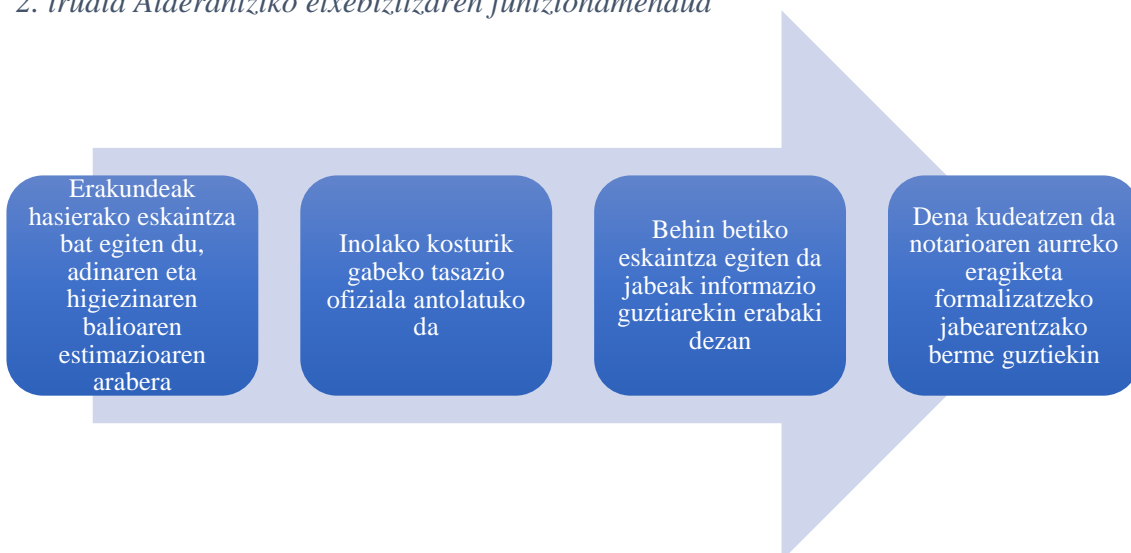 2. irudia Alderantziko etxebizitzaren funtzionamendua
Erakundeak
hasierako eskaintza
bat egiten du,
adinaren eta
higiezinaren
balioaren
estimazioaren
arabera
Inolako kosturik
gabeko tasazio
ofiziala antolatuko
da
Behin betiko
eskaintza egiten da
jabeak informazio
guztiarekin erabaki
dezan
Dena kudeatzen da
notarioaren aurreko
eragiketa
formalizatzeko
jabearentzako
berme guztiekin